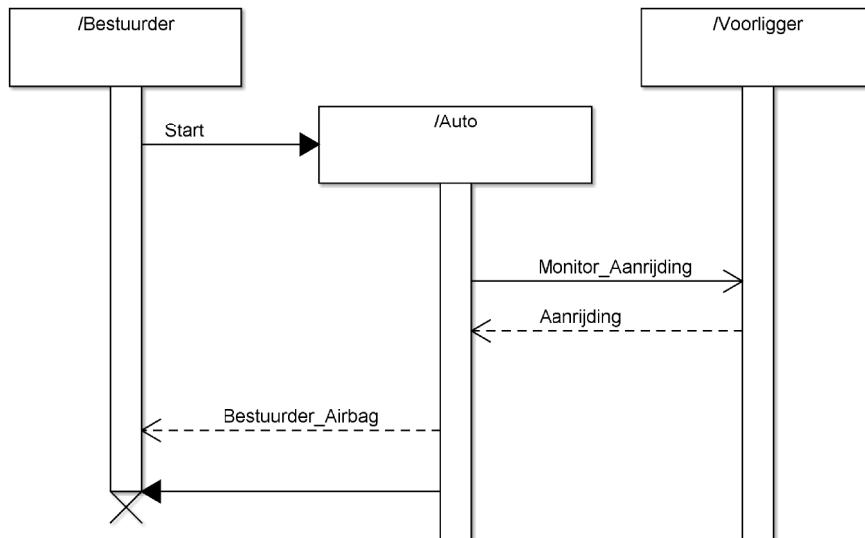 /Bestuurder
/Voorligger
/Auto
Start
Monitor_Aanrijding
Aanrijding
Bestuurder_Airbag